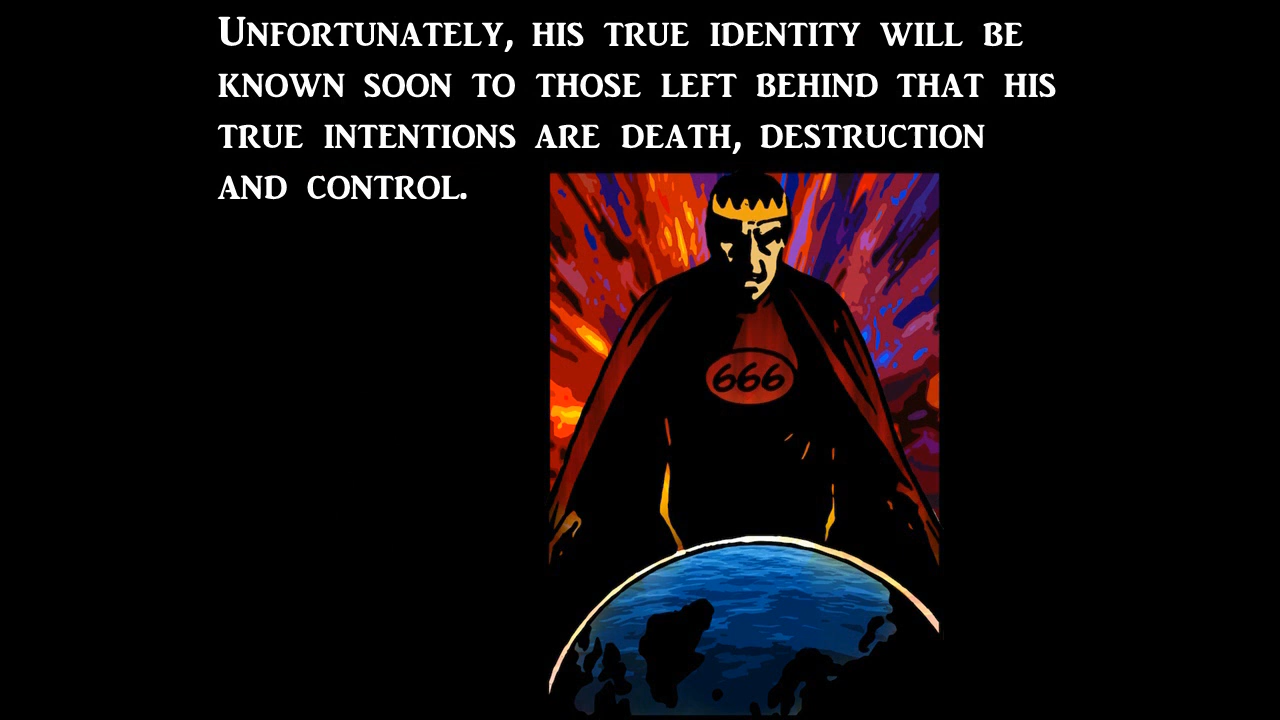 Unfortunately, his true identity will be
known soon to those left behind that his
true intentions are death, destruction
and control.
666